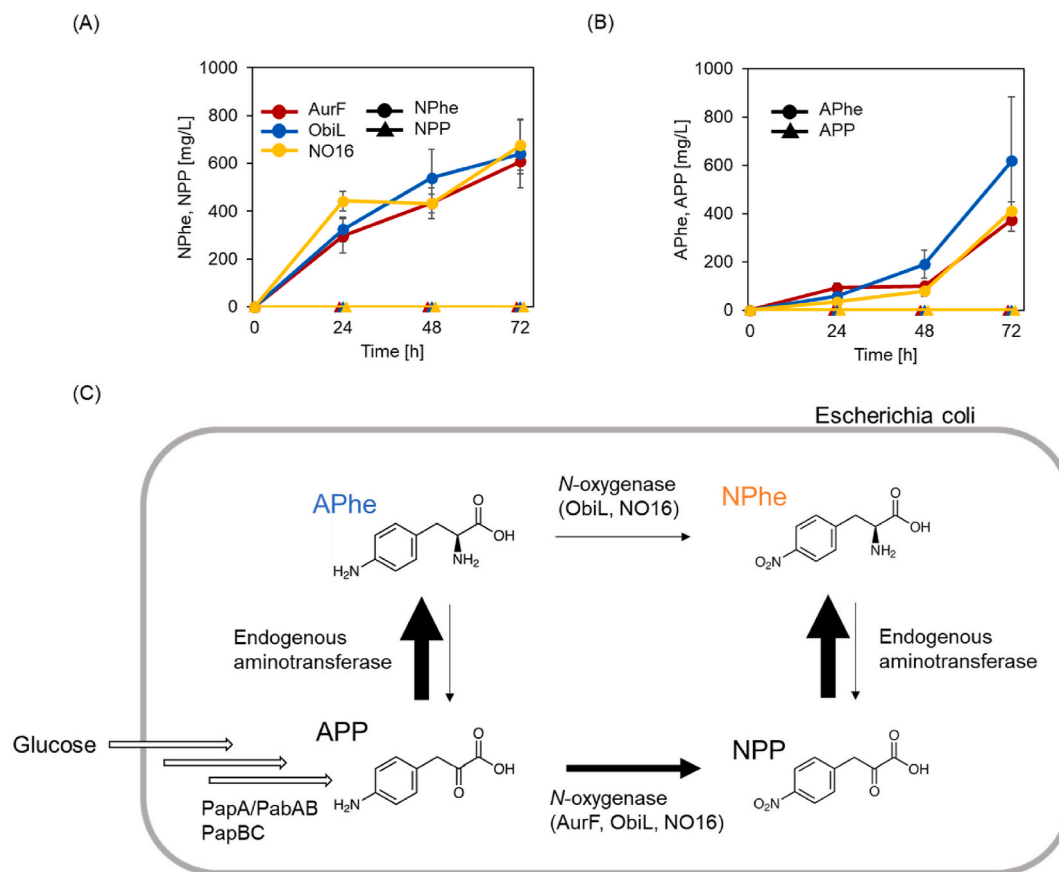 (A)
NPhe, NPP [mg/L]
1000
800
600
400
200
0
AurF
ObiL
NO16
NPhe
NPP
0 24 48 72
Time [h]
(B)
APhe, APP [mg/L]
1000
800
600
400
200
0
APhe
APP
0 24 48 72
Time [h]
(C)
Escherichia coli
APhe
H2N
O
OH
NH2
N-oxygenase
(ObiL, NO16)
NPhe
O2N
O
OH
NH2
Endogenous
aminotransferase
Endogenous
aminotransferase
Glucose
PapA/PabAB
PapBC
APP
H2N
O
OH
O
N-oxygenase
(AurF, ObiL, NO16)
NPP
O2N
O
OH
O